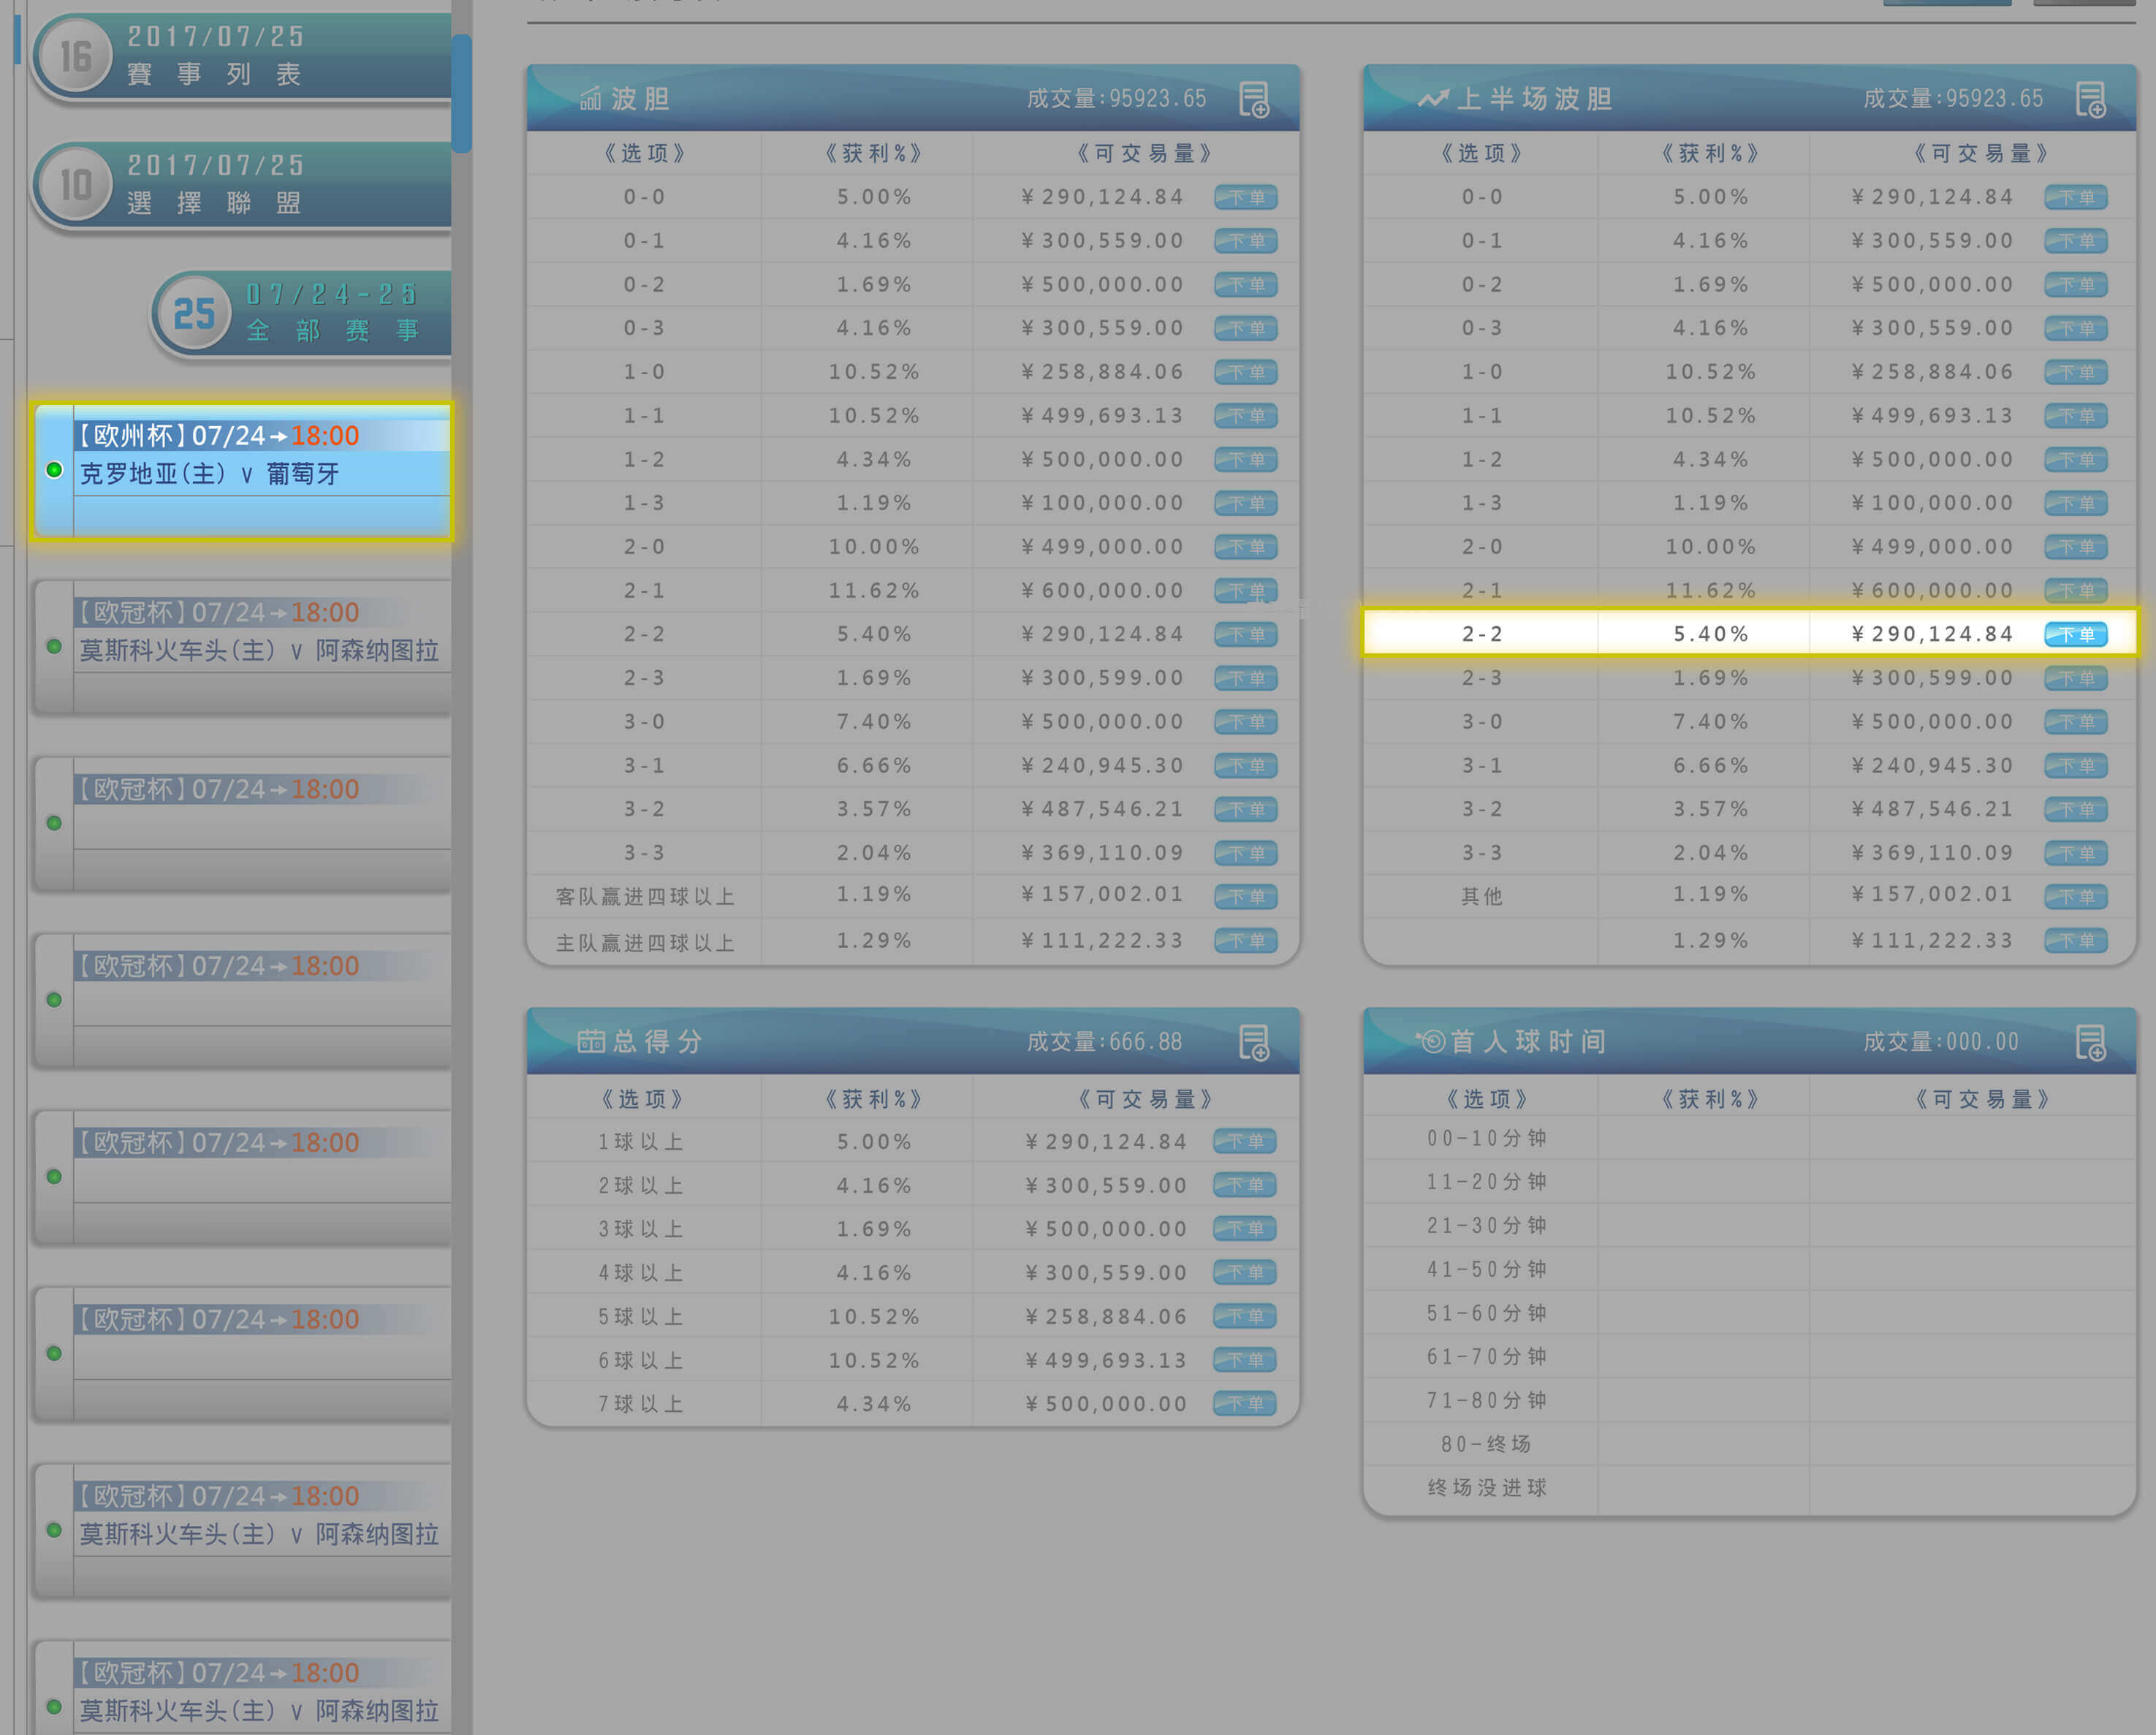 16
2017/07/25
賽事列表
10
2017/07/25
選擇聯盟
25
07/24-25
全部赛事
【欧州杯】07/24→18:00
克罗地亚(主) v 葡萄牙
【欧冠杯】07/24→18:00
莫斯科火车头(主) v 阿森纳图拉
【欧冠杯】07/24→18:00
【欧冠杯】07/24→18:00
【欧冠杯】07/24→18:00
【欧冠杯】07/24→18:00
【欧冠杯】07/24→18:00
莫斯科火车头(主) v 阿森纳图拉
【欧冠杯】07/24→18:00
莫斯科火车头(主) v 阿森纳图拉
波胆 成交量:95923.65
《选项》 《获利%》 《可交易量》
0-0 5.00% ¥290,124.84 下单
0-1 4.16% ¥300,559.00 下单
0-2 1.69% ¥500,000.00 下单
0-3 4.16% ¥300,559.00 下单
1-0 10.52% ¥258,884.06 下单
1-1 10.52% ¥499,693.13 下单
1-2 4.34% ¥500,000.00 下单
1-3 1.19% ¥100,000.00 下单
2-0 10.00% ¥499,000.00 下单
2-1 11.62% ¥600,000.00 下单
2-2 5.40% ¥290,124.84 下单
2-3 1.69% ¥300,599.00 下单
3-0 7.40% ¥500,000.00 下单
3-1 6.66% ¥240,945.30 下单
3-2 3.57% ¥487,546.21 下单
3-3 2.04% ¥369,110.09 下单
客队赢进四球以上 1.19% ¥157,002.01 下单
主队赢进四球以上 1.29% ¥111,222.33 下单
上半场波胆 成交量:95923.65
《选项》 《获利%》 《可交易量》
0-0 5.00% ¥290,124.84 下单
0-1 4.16% ¥300,559.00 下单
0-2 1.69% ¥500,000.00 下单
0-3 4.16% ¥300,559.00 下单
1-0 10.52% ¥258,884.06 下单
1-1 10.52% ¥499,693.13 下单
1-2 4.34% ¥500,000.00 下单
1-3 1.19% ¥100,000.00 下单
2-0 10.00% ¥499,000.00 下单
2-1 11.62% ¥600,000.00 下单
2-2 5.40% ¥290,124.84 下单
2-3 1.69% ¥300,599.00 下单
3-0 7.40% ¥500,000.00 下单
3-1 6.66% ¥240,945.30 下单
3-2 3.57% ¥487,546.21 下单
3-3 2.04% ¥369,110.09 下单
其他 1.19% ¥157,002.01 下单
1.29% ¥111,222.33 下单
总得分 成交量:666.88
《选项》 《获利%》 《可交易量》
1球以上 5.00% ¥290,124.84 下单
2球以上 4.16% ¥300,559.00 下单
3球以上 1.69% ¥500,000.00 下单
4球以上 4.16% ¥300,559.00 下单
5球以上 10.52% ¥258,884.06 下单
6球以上 10.52% ¥499,693.13 下单
7球以上 4.34% ¥500,000.00 下单
首人球时间 成交量:000.00
《选项》 《获利%》 《可交易量》
00-10分钟
11-20分钟
21-30分钟
41-50分钟
51-60分钟
61-70分钟
71-80分钟
80-终场
终场没进球